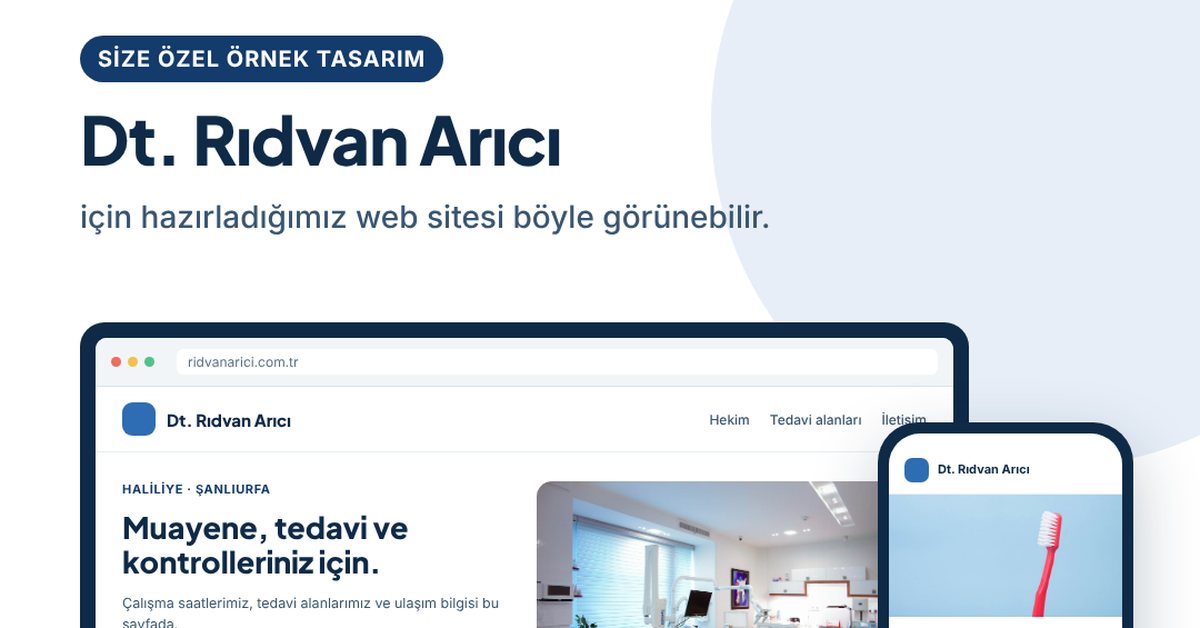 SİZE ÖZEL ÖRNEK TASARIM
Dt. Rıdvan Arıcı
için hazırladığımız web sitesi böyle görünebilir.
ridvanarici.com.tr
Dt. Rıdvan Arıcı
Hekim Tedavi alanları İletişim
HALİLİYE · ŞANLIURFA
Muayene, tedavi ve
kontrolleriniz için.
Çalışma saatlerimiz, tedavi alanlarımız ve ulaşım bilgisi bu
sayfada.
Dt. Rıdvan Arıcı